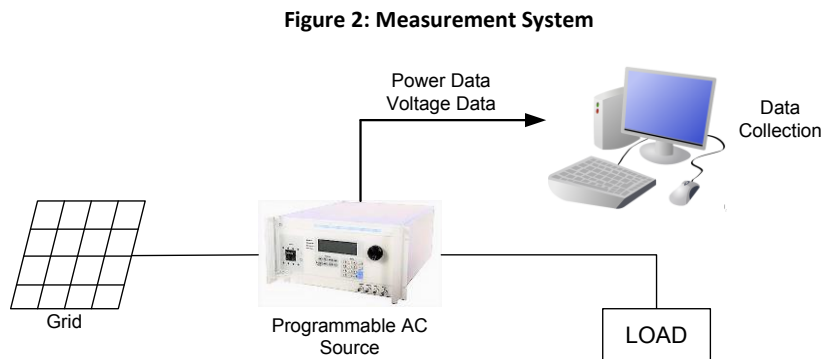 Figure 2: Measurement System
Power Data
Voltage Data
Data
Collection
Grid
Programmable AC
Source
LOAD